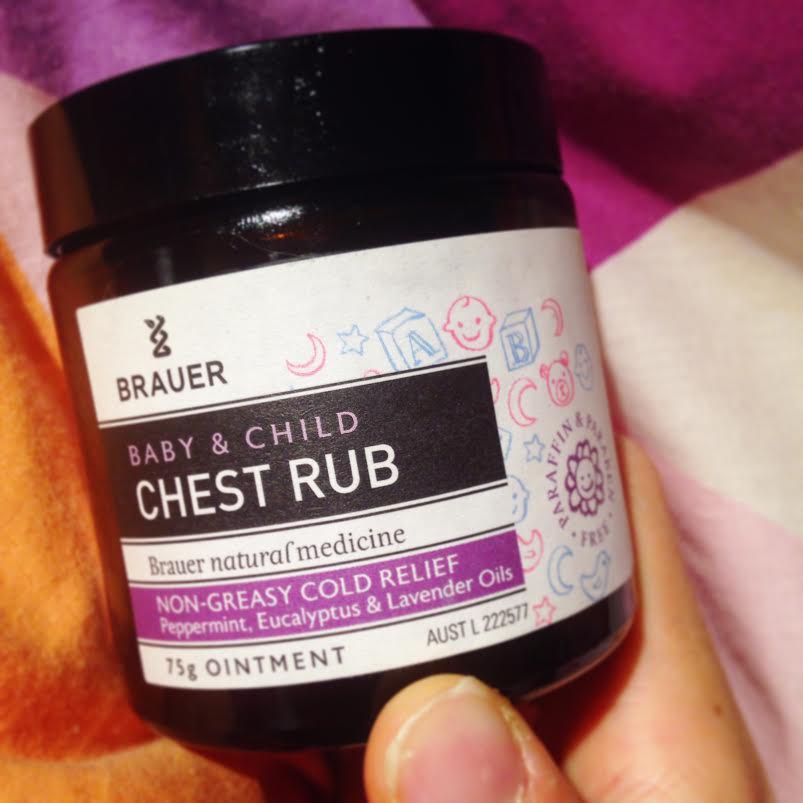 BRAUER
BABY & CHILD
CHEST RUB
Brauer natural medicine
NON-GREASY COLD RELIEF
Peppermint, Eucalyptus & Lavender Oils
75g OINTMENT
AUST L 222577
A
B
PARAFFIN & PARABEN
• FREE •